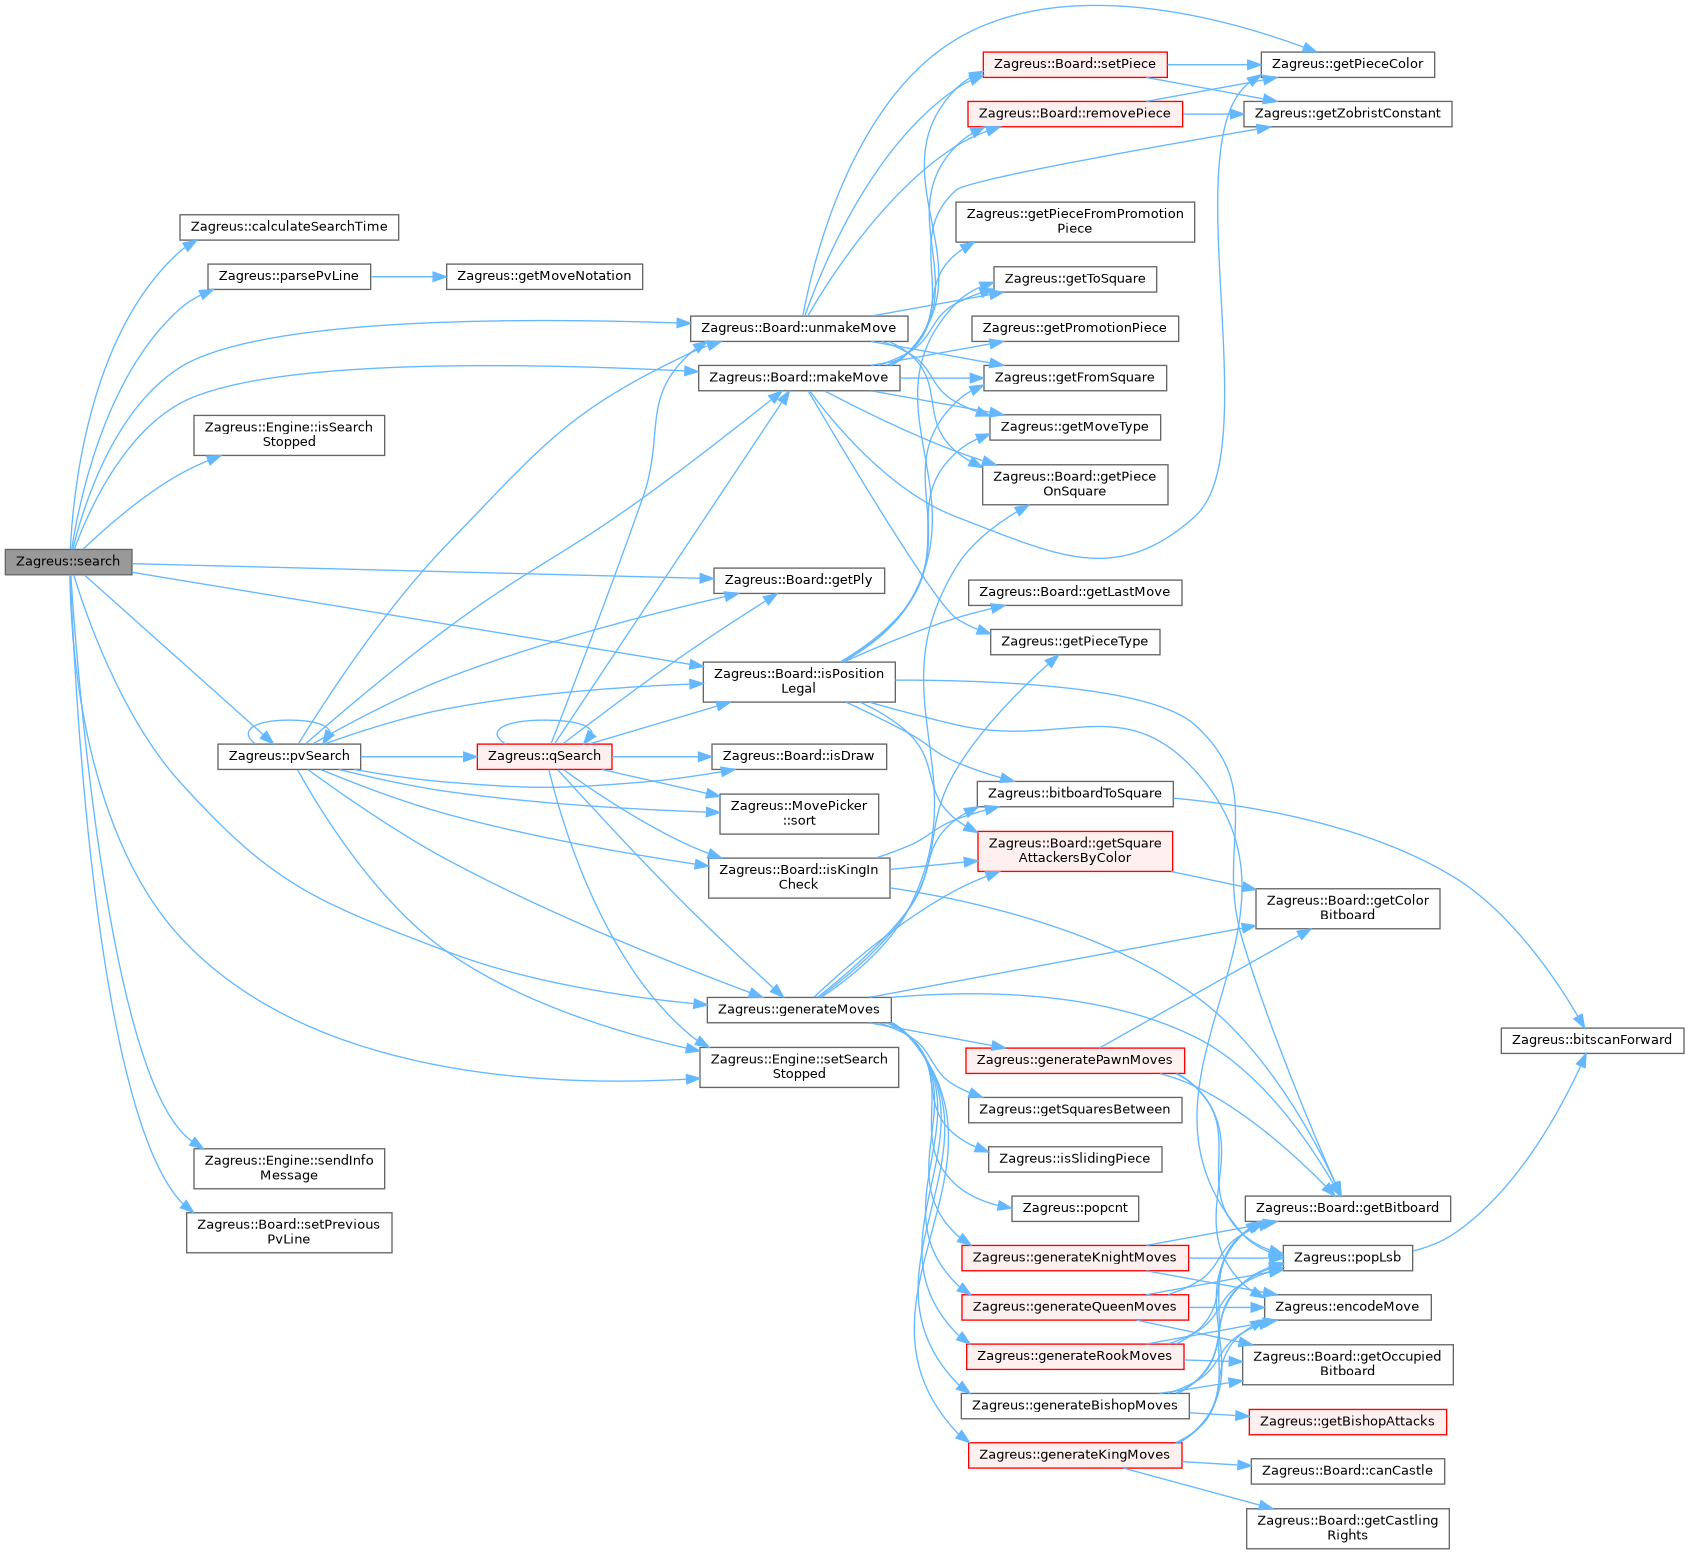 Zagreus::search
Zagreus::calculateSearchTime
Zagreus::parsePvLine
Zagreus::getMoveNotation
Zagreus::Engine::isSearch
Stopped
Zagreus::pvSearch
Zagreus::qSearch
Zagreus::Engine::sendInfo
Message
Zagreus::Board::setPrevious
PvLine
Zagreus::Board::unmakeMove
Zagreus::Board::makeMove
Zagreus::Board::getPly
Zagreus::Board::isPosition
Legal
Zagreus::Board::isDraw
Zagreus::MovePicker
::sort
Zagreus::Board::isKingIn
Check
Zagreus::generateMoves
Zagreus::Engine::setSearch
Stopped
Zagreus::Board::setPiece
Zagreus::Board::removePiece
Zagreus::getPieceFromPromotion
Piece
Zagreus::getToSquare
Zagreus::getPromotionPiece
Zagreus::getFromSquare
Zagreus::getMoveType
Zagreus::Board::getPiece
OnSquare
Zagreus::Board::getLastMove
Zagreus::getPieceType
Zagreus::bitboardToSquare
Zagreus::Board::getSquare
AttackersByColor
Zagreus::generatePawnMoves
Zagreus::getSquaresBetween
Zagreus::isSlidingPiece
Zagreus::popcnt
Zagreus::generateKnightMoves
Zagreus::generateQueenMoves
Zagreus::generateRookMoves
Zagreus::generateBishopMoves
Zagreus::generateKingMoves
Zagreus::getPieceColor
Zagreus::getZobristConstant
Zagreus::Board::getColor
Bitboard
Zagreus::bitscanForward
Zagreus::Board::getBitboard
Zagreus::popLsb
Zagreus::encodeMove
Zagreus::Board::getOccupied
Bitboard
Zagreus::getBishopAttacks
Zagreus::Board::canCastle
Zagreus::Board::getCastling
Rights